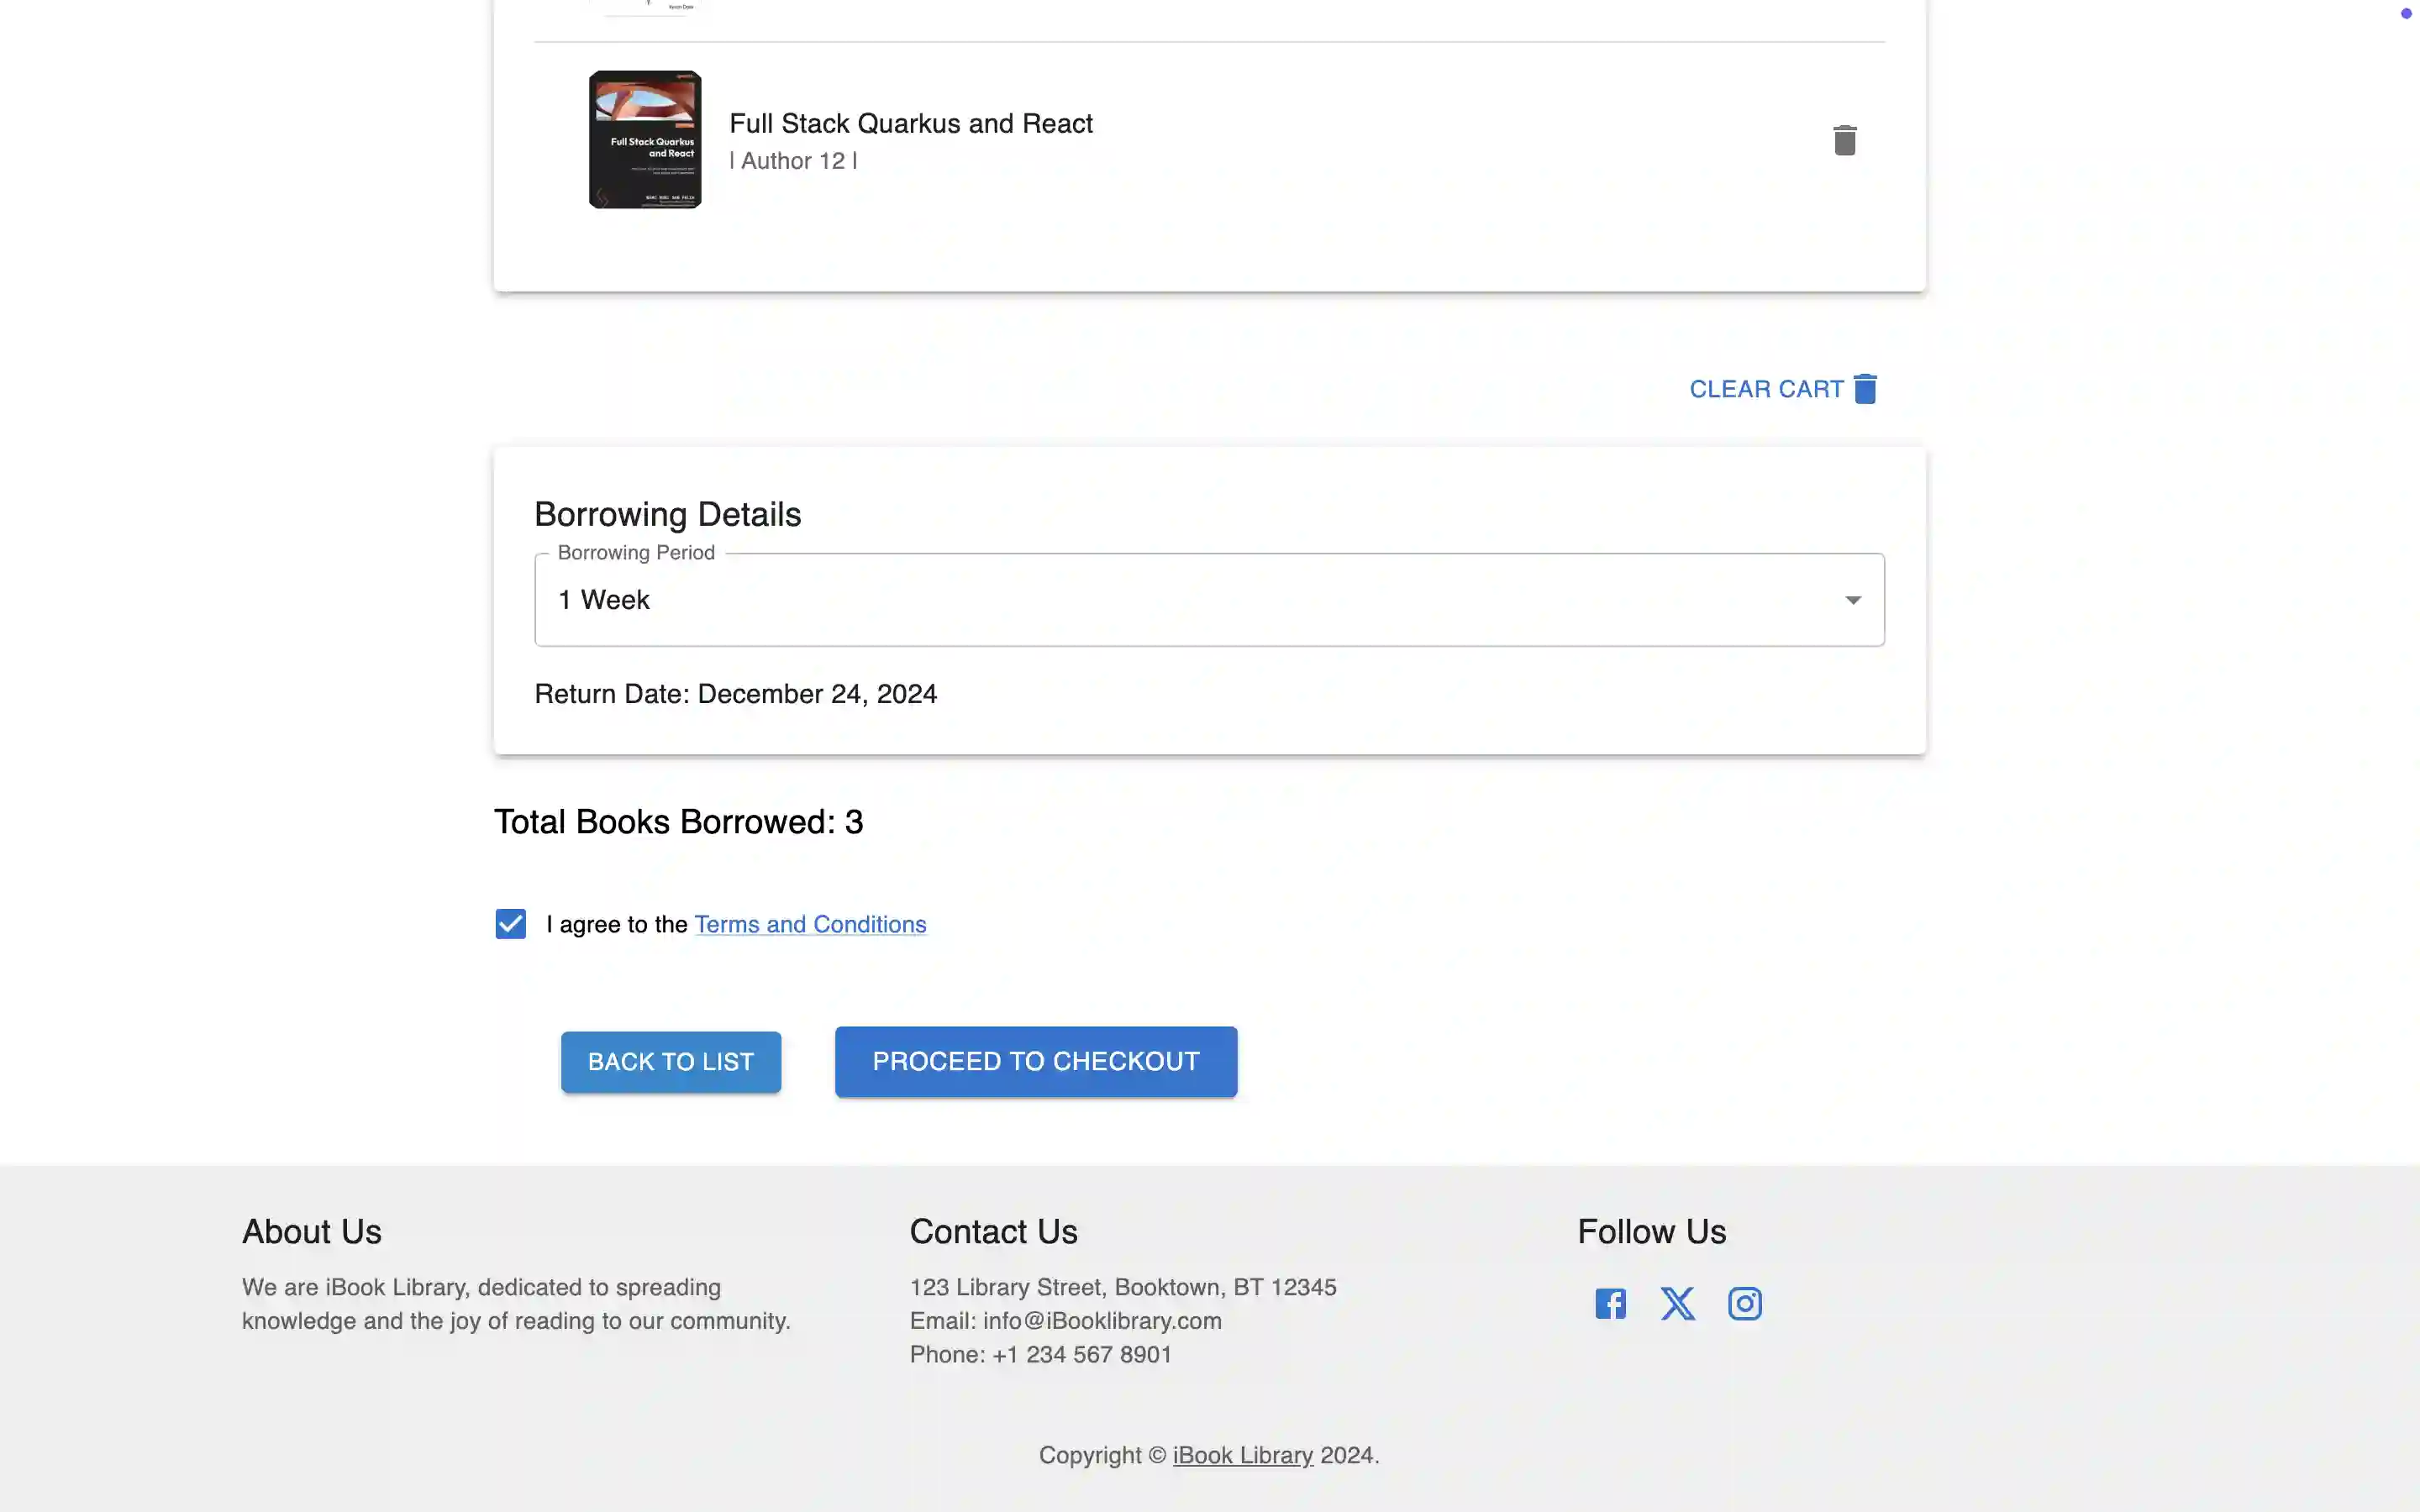 Full Stack Quarkus
and React
Full Stack Quarkus and React
| Author 12 |
CLEAR CART
Borrowing Details
Borrowing Period
1 Week
Return Date: December 24, 2024
Total Books Borrowed: 3
I agree to the Terms and Conditions
BACK TO LIST
PROCEED TO CHECKOUT
About Us
We are iBook Library, dedicated to spreading
knowledge and the joy of reading to our community.
Contact Us
123 Library Street, Booktown, BT 12345
Email: info@iBooklibrary.com
Phone: +1 234 567 8901
Follow Us
Copyright © iBook Library 2024.